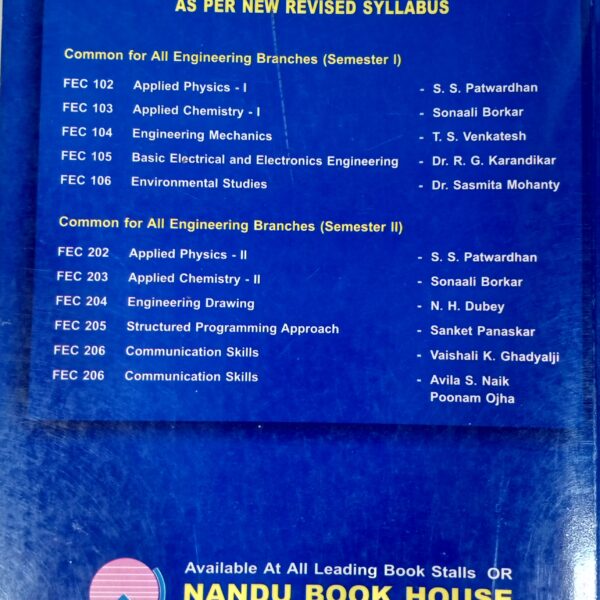 AS PER NEW REVISED SYLLABUS
Common for All Engineering Branches (Semester I)
FEC 102 Applied Physics - I - S. S. Patwardhan
FEC 103 Applied Chemistry - I - Sonaali Borkar
FEC 104 Engineering Mechanics - T. S. Venkatesh
FEC 105 Basic Electrical and Electronics Engineering - Dr. R. G. Karandikar
FEC 106 Environmental Studies - Dr. Sasmita Mohanty
Common for All Engineering Branches (Semester II)
FEC 202 Applied Physics - II - S. S. Patwardhan
FEC 203 Applied Chemistry - II - Sonaali Borkar
FEC 204 Engineering Drawing - N. H. Dubey
FEC 205 Structured Programming Approach - Sanket Panaskar
FEC 206 Communication Skills - Vaishali K. Ghadyalji
FEC 206 Communication Skills - Avila S. Naik
Poonam Ojha
Available At All Leading Book Stalls OR
NANDU BOOK HOUSE